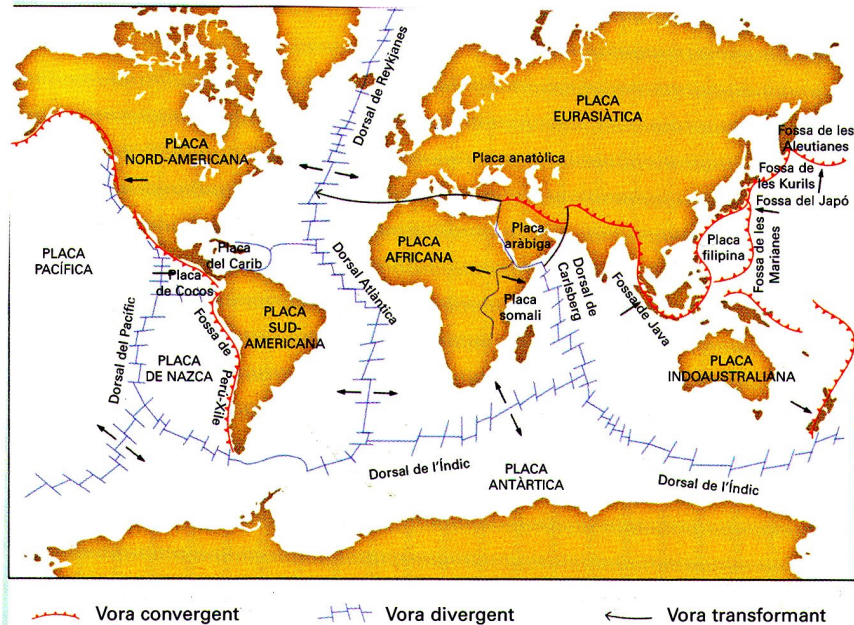 Dorsal de Reykjanes
PLACA
EURASIÀTICA
PLACA
NORD-AMERICANA
Placa anatòlica
Fossa de les
Aleutianes
Fossa de
les Kurils
Fossa del Japó
PLACA
PACÍFICA
Placa
del Carib
Placa
de Cocos
Dorsal Atlàntica
PLACA
AFRICANA
Placa
aràbiga
Placa
somali
Dorsal de
Carlsberg
Fossa de Java
Placa
filipina
Fossa de les
Marianes
Dorsal del Pacífic
PLACA
DE NAZCA
Fossa de Perú-Xile
PLACA
SUD-
AMERICANA
PLACA
INDOAUSTRALIANA
Dorsal de l'Índic
PLACA
ANTÀRTICA
Dorsal de l'Índic
Vora convergent
Vora divergent
Vora transformant